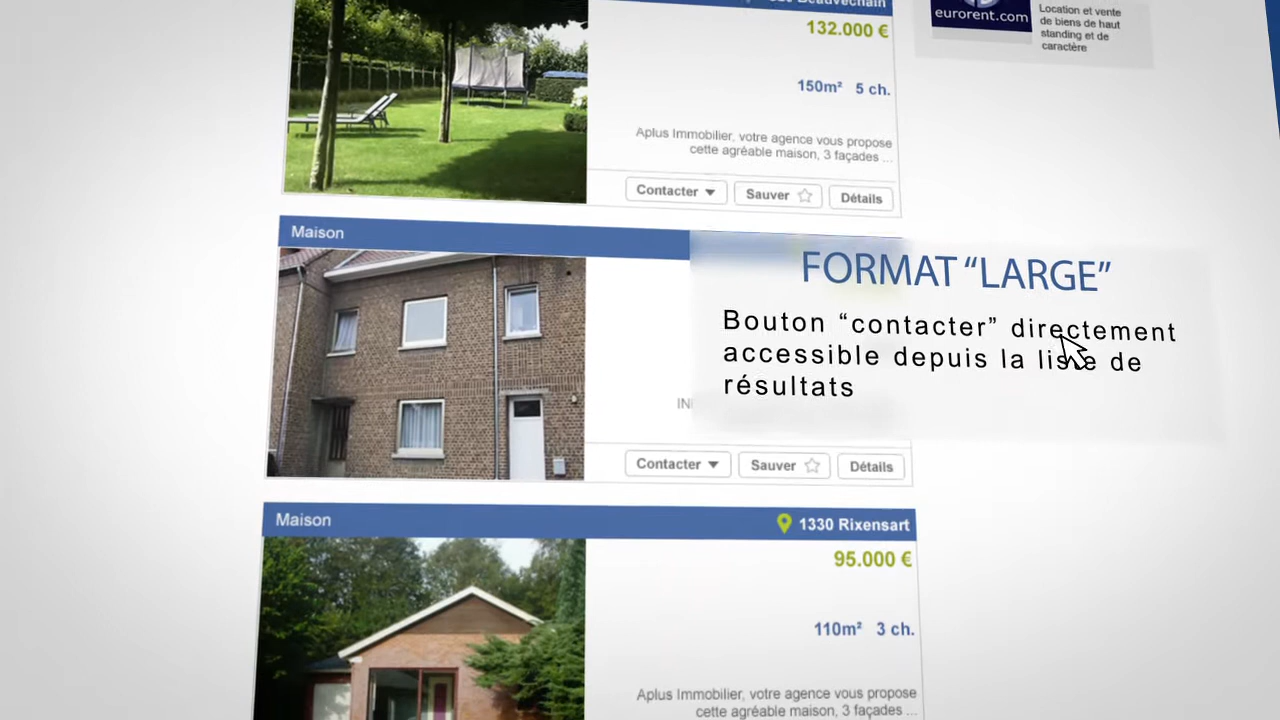 Beauvechain
132.000 €
150m² 5 ch.
Aplus Immobilier, votre agence vous propose
cette agréable maison, 3 façades ...
Contacter
Sauver
Détails
eurorent.com
Location et vente
de biens de haut
standing et de
caractère
Maison
FORMAT “LARGE”
Bouton “contacter” directement
accessible depuis la liste de
résultats
Contacter
Sauver
Détails
Maison
1330 Rixensart
95.000 €
110m² 3 ch.
Aplus Immobilier, votre agence vous propose
cette agréable maison, 3 façades ...